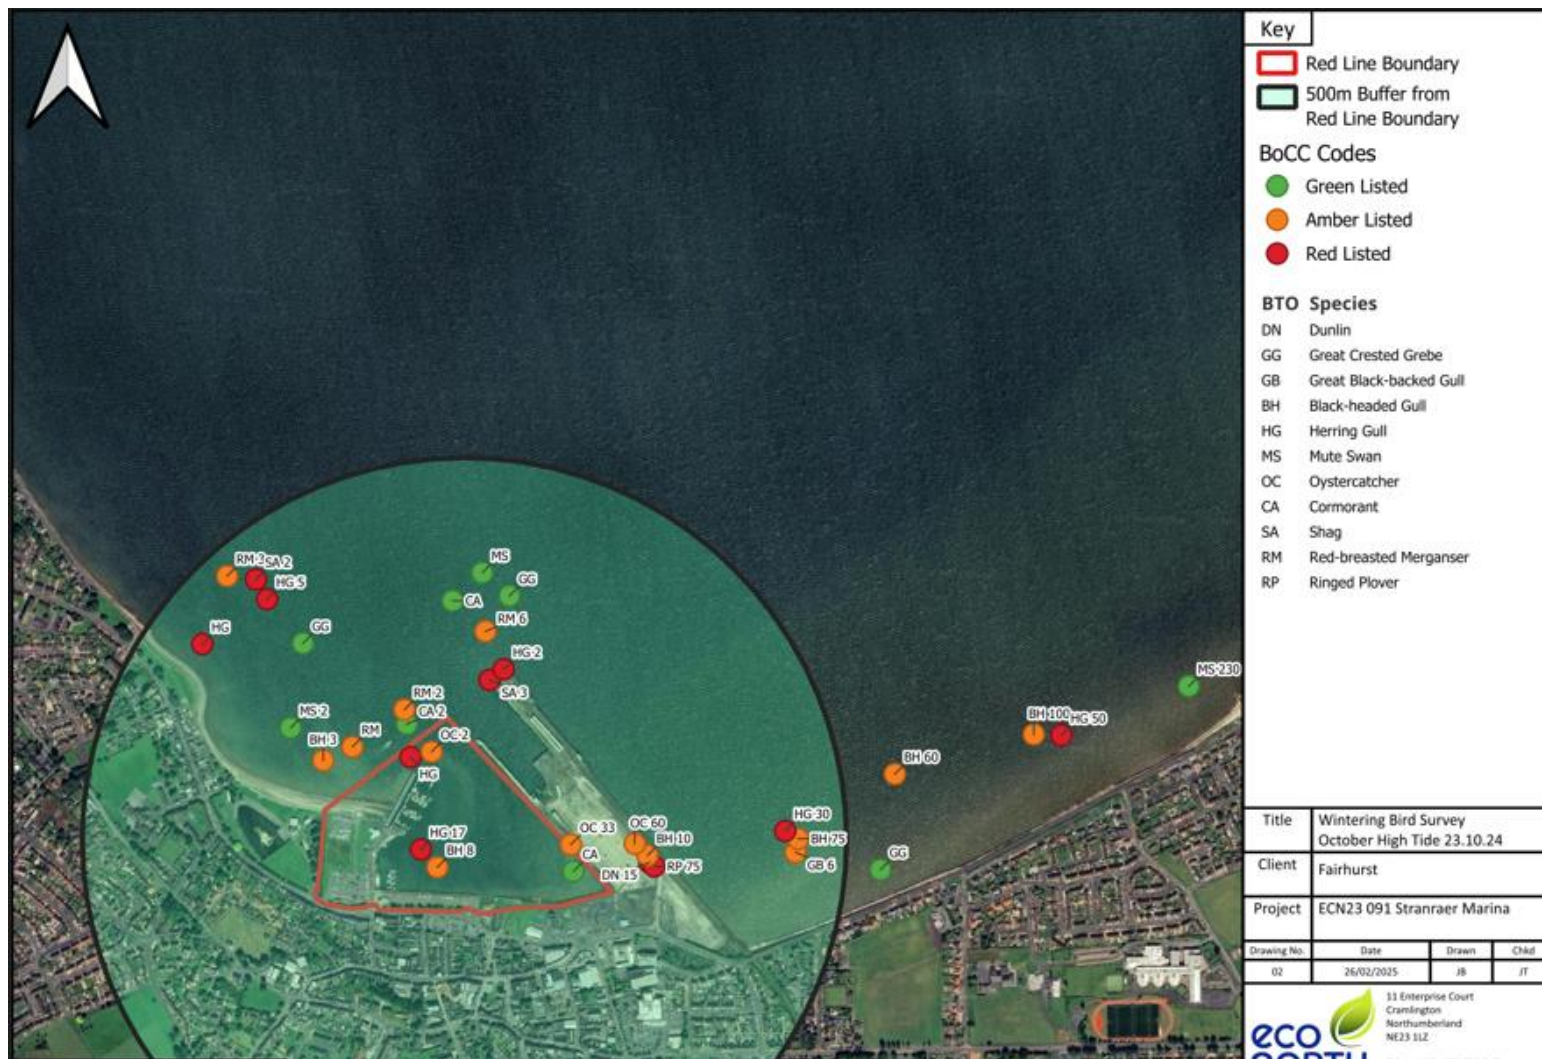 Key
Red Line Boundary
500m Buffer from
Red Line Boundary
BoCC Codes
Green Listed
Amber Listed
Red Listed
BTO Species
DN Dunlin
GG Great Crested Grebe
GB Great Black-backed Gull
BH Black-headed Gull
HG Herring Gull
MS Mute Swan
OC Oystercatcher
CA Cormorant
SA Shag
RM Red-breasted Merganser
RP Ringed Plover
RM 3
SA 2
HG 5
HG
GG
MS
GG
CA
RM 6
HG 2
SA 3
RM 2
CA 2
MS 2
RM
BH 3
OC 2
HG
HG 17
BH 8
OC 33
CA
OC 60
BH 10
DN 15
RP 75
HG 30
BH 75
GB 6
GG
BH 60
BH 100
HG 50
MS 230
Title Wintering Bird Survey
October High Tide 23.10.24
Client Fairhurst
Project ECN23 091 Stranraer Marina
Drawing No. Date Drawn Chkd
02 26/02/2025 JB JT
11 Enterprise Court
Cramlington
Northumberland
NE23 1LZ
eco
north